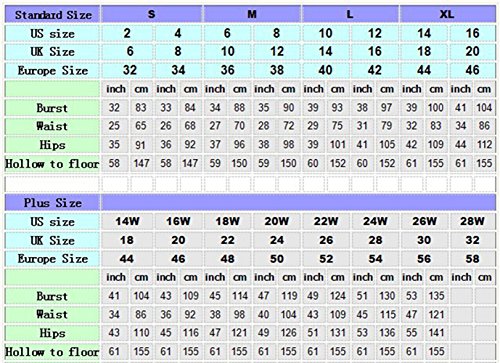 Standard Size S M L XL
US size 2 4 6 8 10 12 14 16
UK Size 6 8 10 12 14 16 18 20
Europe Size 32 34 36 38 40 42 44 46
inch cm inch cm inch cm inch cm inch cm inch cm inch cm inch cm
Burst 32 83 33 84 34 88 35 90 39 93 38 97 39 100 41 104
Waist 25 65 26 68 27 70 28 72 29 75 31 79 32 83 34 86
Hips 35 91 36 92 37 96 38 98 39 101 41 105 42 109 44 112
Hollow to floor 58 147 58 147 59 150 59 150 60 152 60 152 61 155 61 155
Plus Size
US size 14W 16W 18W 20W 22W 24W 26W 28W
UK Size 18 20 22 24 26 28 30 32
Europe Size 44 46 48 50 52 54 56 58
inch cm inch cm inch cm inch cm inch cm inch cm inch cm inch cm
Burst 41 104 43 109 45 114 47 119 49 124 51 130 53 135
Waist 34 86 36 92 38 98 40 104 43 109 45 115 47 121
Hips 43 110 45 116 47 121 49 126 51 131 53 136 55 141
Hollow to floor 61 155 61 155 61 155 61 155 61 155 61 155 61 155